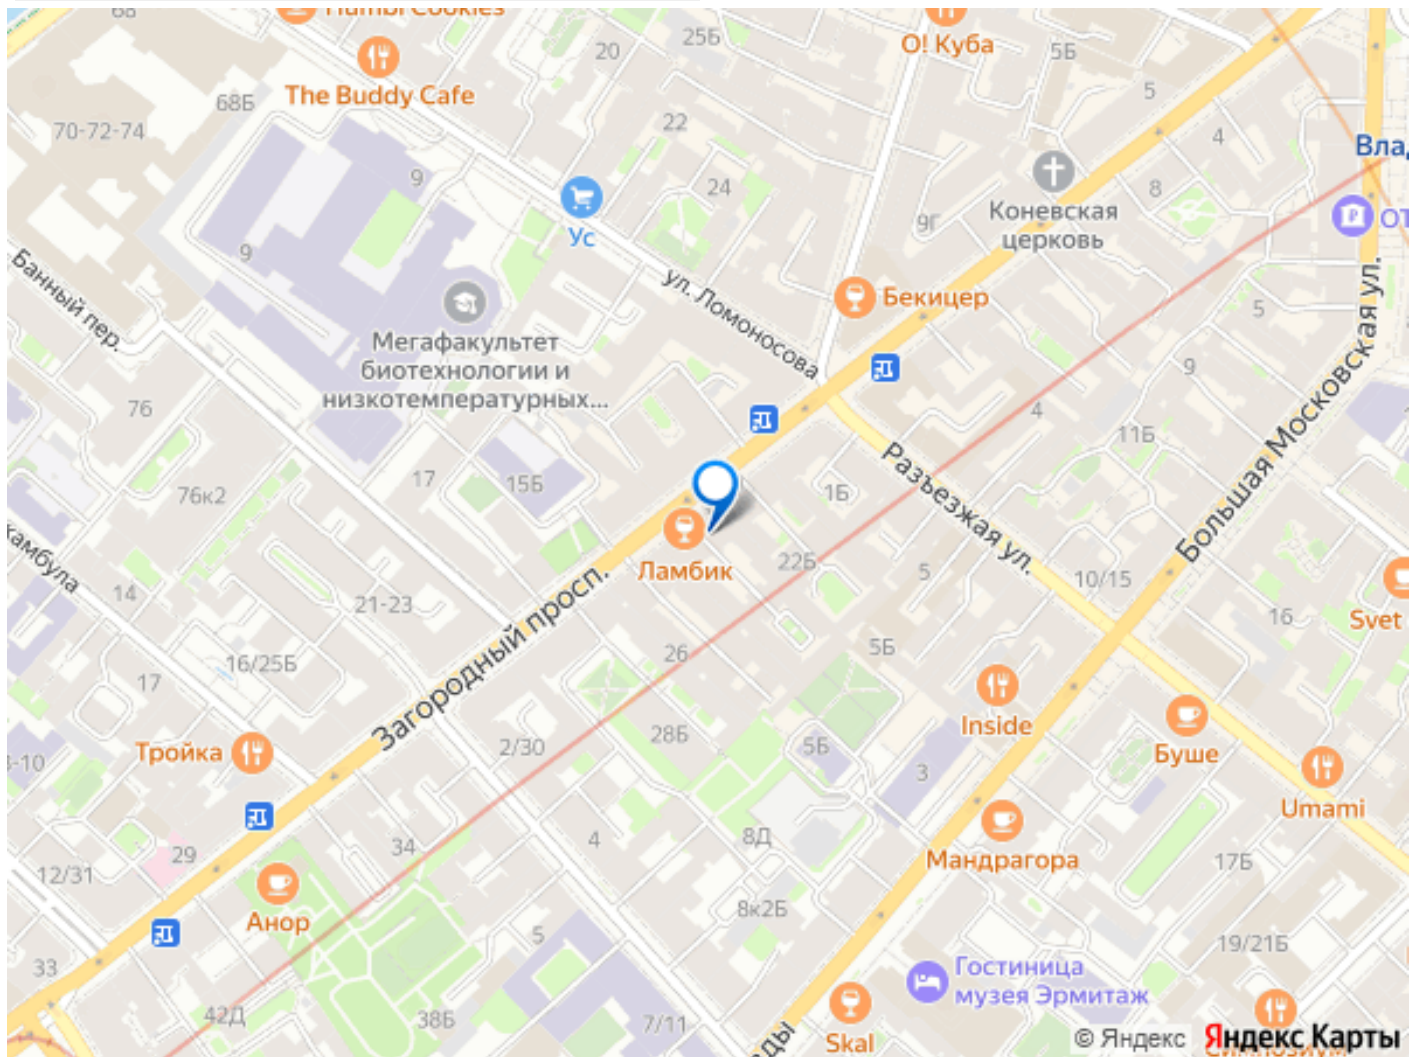 68
Humbl Cookies
The Buddy Cafe
20
25Б
О! Куба
5Б
5
4
68Б
70-72-74
22
9
24
Ус
Коневская
церковь
8
9Г
9
Банный пер.
ул. Ломоносова
Бекицер
5
Мегафакультет
биотехнологии и
низкотемпературных...
Большая Московская ул.
9
76
4
11Б
17
15Б
76к2
1Б
Разъезжая ул.
Ламбик
22Б
5
10/15
14
21-23
16
Svet
Загородный просп.
16/25Б
26
5Б
17
Inside
Тройка
2/30
28Б
5Б
3
Буше
Umami
34
4
8Д
Мандрагора
29
12/31
17Б
Анор
8к2Б
5
19/21Б
33
Гостиница
музея Эрмитаж
42Д
38Б
7/11
Skal
© Яндекс
Яндекс Карты